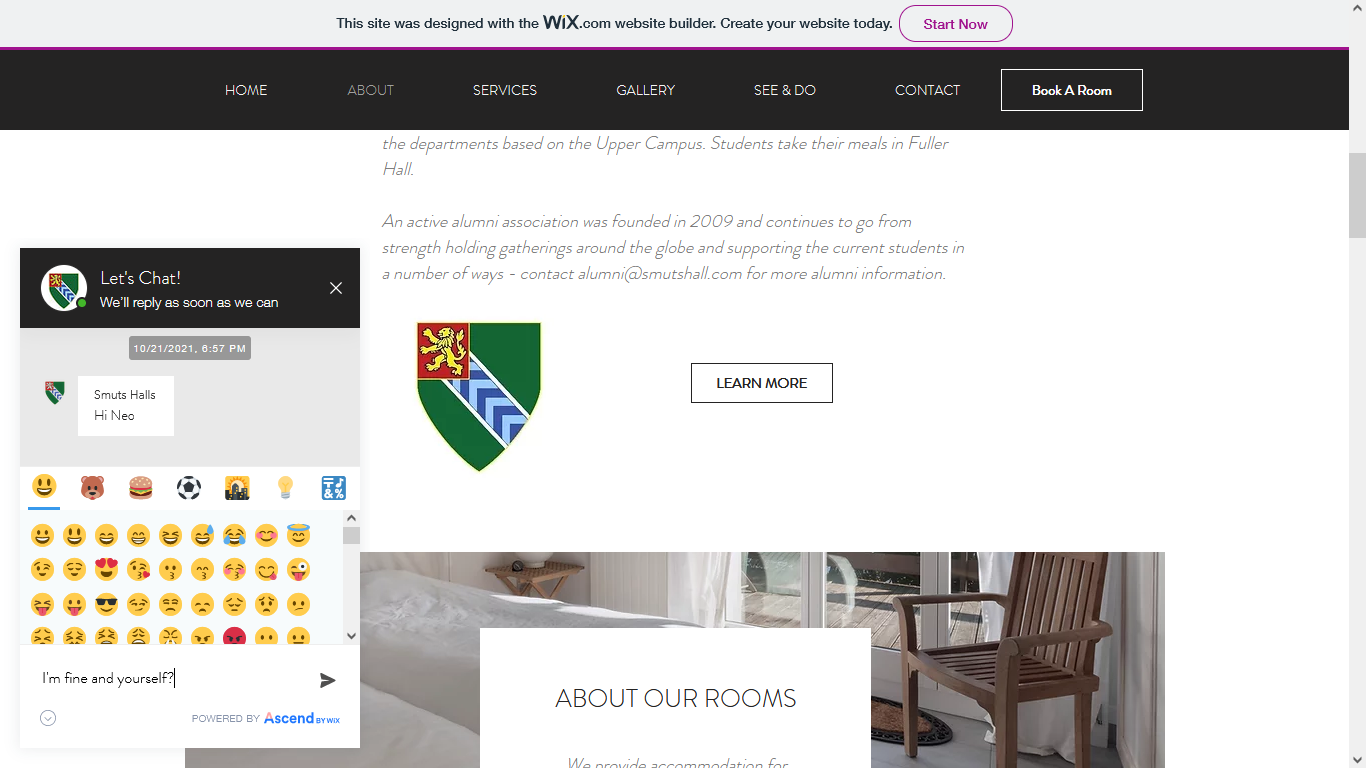 This site was designed with the WiX.com website builder. Create your website today.
Start Now
HOME
ABOUT
SERVICES
GALLERY
SEE & DO
CONTACT
Book A Room
the departments based on the Upper Campus. Students take their meals in Fuller
Hall.
An active alumni association was founded in 2009 and continues to go from
strength holding gatherings around the globe and supporting the current students in
a number of ways - contact alumni@smutshall.com for more alumni information.
LEARN MORE
Let's Chat!
We'll reply as soon as we can
10/21/2021, 6:57 PM
Smuts Halls
Hi Neo
I'm fine and yourself?
POWERED BY Ascend BY WIX
ABOUT OUR ROOMS
We provide accommodation for